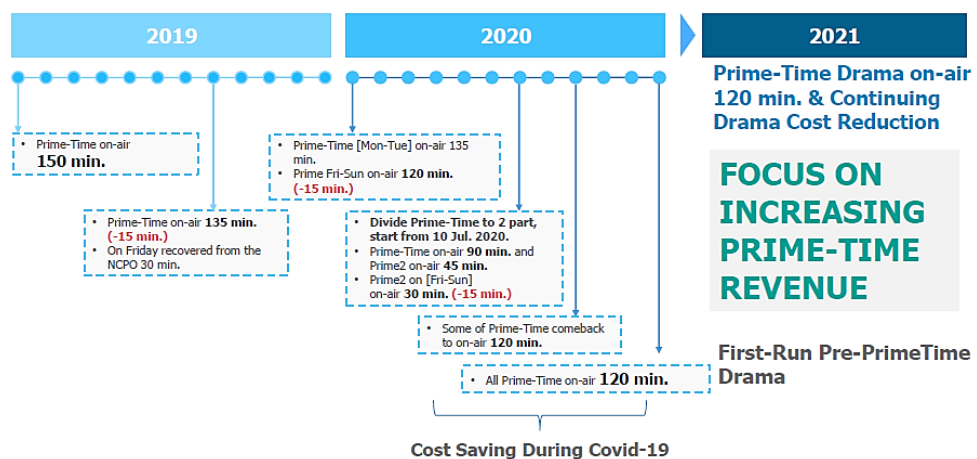 2019
2020
2021
Prime-Time Drama on-air
120 min. & Continuing
Drama Cost Reduction
• Prime-Time on-air
150 min.
• Prime-Time [Mon-Tue] on-air 135
min.
• Prime Fri-Sun on-air 120 min.
(-15 min.)
FOCUS ON
INCREASING
PRIME-TIME
REVENUE
• Prime-Time on-air 135 min.
(-15 min.)
• On Friday recovered from the
NCPO 30 min.
• Divide Prime-Time to 2 part,
start from 10 Jul. 2020.
• Prime-Time on-air 90 min. and
Prime2 on-air 45 min.
• Prime2 on [Fri-Sun]
on-air 30 min. (-15 min.)
• Some of Prime-Time comeback
to on-air 120 min.
First-Run Pre-PrimeTime
Drama
• All Prime-Time on-air 120 min.
Cost Saving During Covid-19